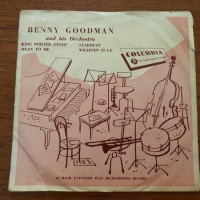 BENNY GOODMAN
and his Orchestra
KING PORTER STOMP STARDUST
DEAR TO ME WRAPPIN' IT UP
COLUMBIA
45 R.P.M. EXTENDED PLAY MICROGROOVE RECORD